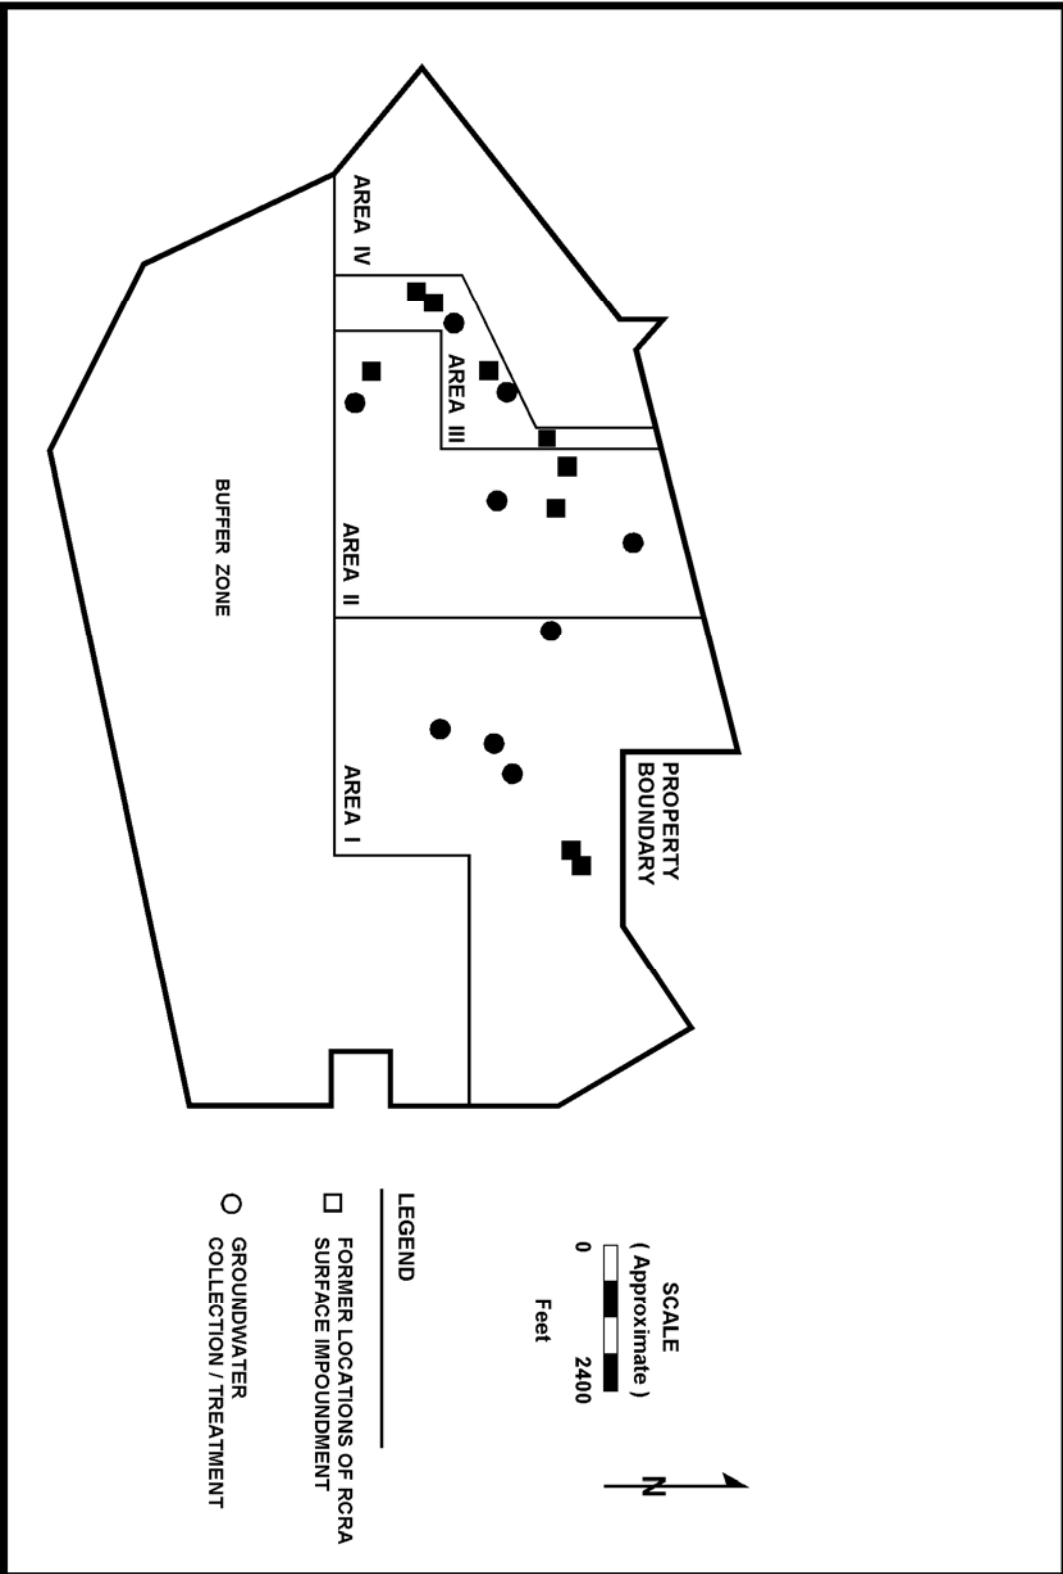 AREA IV
AREA III
AREA II
AREA I
BUFFER ZONE
PROPERTY
BOUNDARY
SCALE
( Approximate )
0 2400
Feet
N
LEGEND
FORMER LOCATIONS OF RCRA
SURFACE IMPOUNDMENT
GROUNDWATER
COLLECTION / TREATMENT